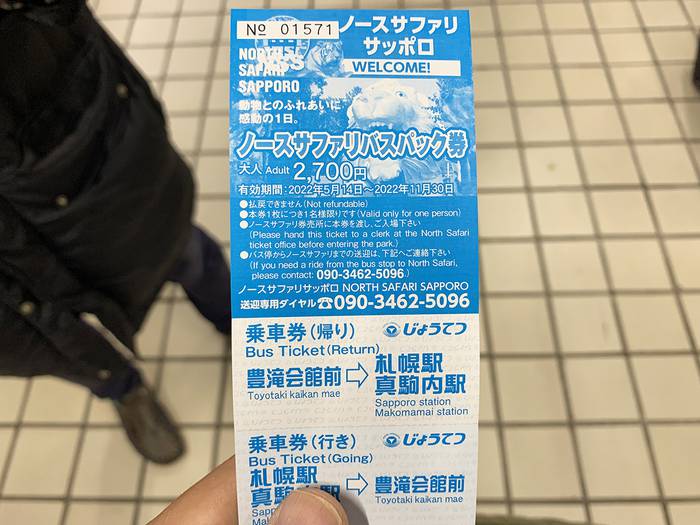 № 01571
ノースサファリ
サッポロ
NORTH
SAFARI
SAPPORO
WELCOME!
動物とのふれあいに
感動の1日。
ノースサファリバスパック券
大人 Adult 2,700円
有効期間:2022年5月14日~2022年11月30日
●払戻できません(Not refundable)
●本券1枚につき1名様限りです(Valid only for one person)
●ノースサファリ券売所に本券を渡し、ご入場下さい
(Please hand this ticket to a clerk at the North Safari
ticket office before entering the park.)
●バス停からノースサファリまでの送迎は、下記へご連絡下さい
(If you need a ride from the bus stop to North Safari,
please contact: 090-3462-5096.)
ノースサファリサッポロ NORTH SAFARI SAPPORO
送迎専用ダイヤル☎090-3462-5096
乗車券(帰り) じょうてつ
Bus Ticket(Return)
豊滝会館前⇨札幌駅
真駒内駅
Toyotaki kaikan mae
Sapporo station
Makomamai station
乗車券(行き) じょうてつ
Bus Ticket(Going)
札幌駅
⇨豊滝会館前
Toyotaki kaikan mae